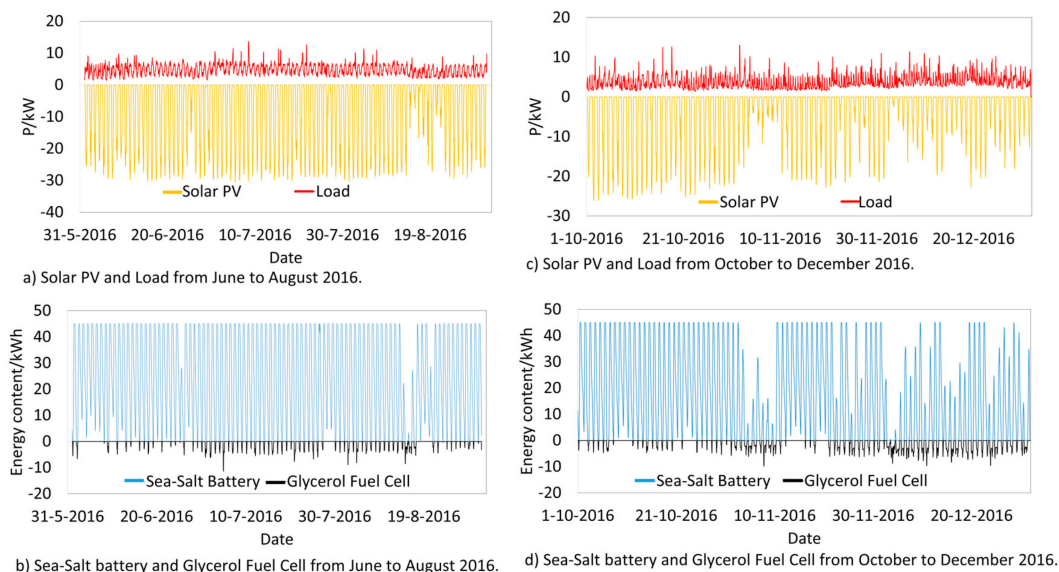 20
10
0
-10
-20
-30
-40
P/kW
Solar PV
Load
31-5-2016 20-6-2016 10-7-2016 30-7-2016 19-8-2016
Date
a) Solar PV and Load from June to August 2016.
20
10
0
-10
-20
-30
P/kW
Solar PV
Load
1-10-2016 21-10-2016 10-11-2016 30-11-2016 20-12-2016
Date
c) Solar PV and Load from October to December 2016.
50
40
30
20
10
0
-10
-20
Energy content/kWh
Sea-Salt Battery
Glycerol Fuel Cell
31-5-2016 20-6-2016 10-7-2016 30-7-2016 19-8-2016
Date
b) Sea-Salt battery and Glycerol Fuel Cell from June to August 2016.
50
40
30
20
10
0
-10
-20
Energy content/kWh
Sea-Salt Battery
Glycerol Fuel Cell
1-10-2016 21-10-2016 10-11-2016 30-11-2016 20-12-2016
Date
d) Sea-Salt battery and Glycerol Fuel Cell from October to December 2016.